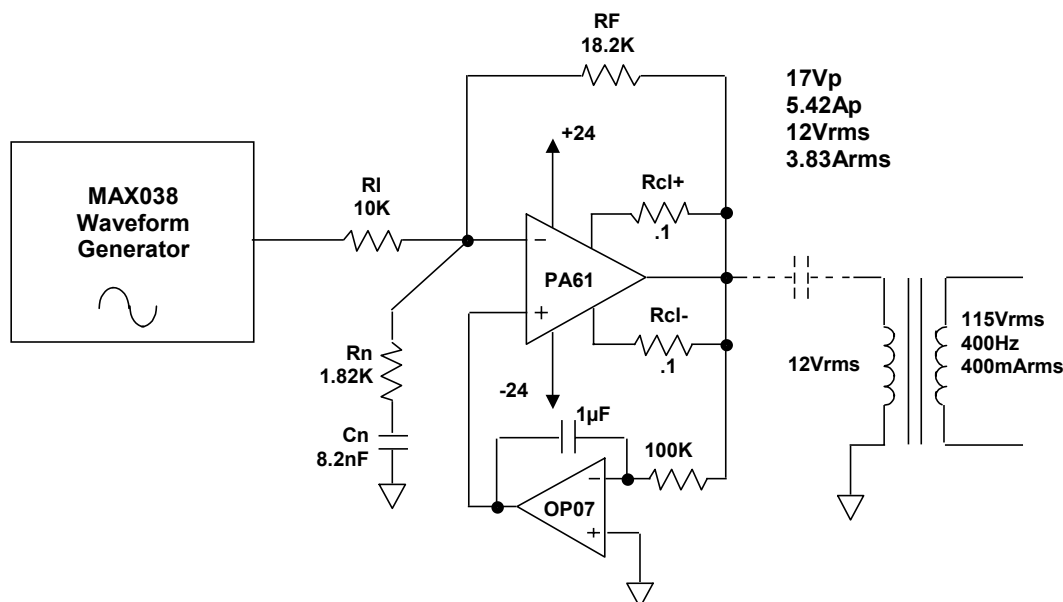 RF
18.2K
17Vp
5.42Ap
12Vrms
3.83Arms
+24
MAX038
Waveform
Generator
RI
10K
Rcl+
.1
−
PA61
+
Rcl-
.1
-24
Rn
1.82K
Cn
8.2nF
1µF
100K
−
OP07
+
12Vrms
115Vrms
400Hz
400mArms